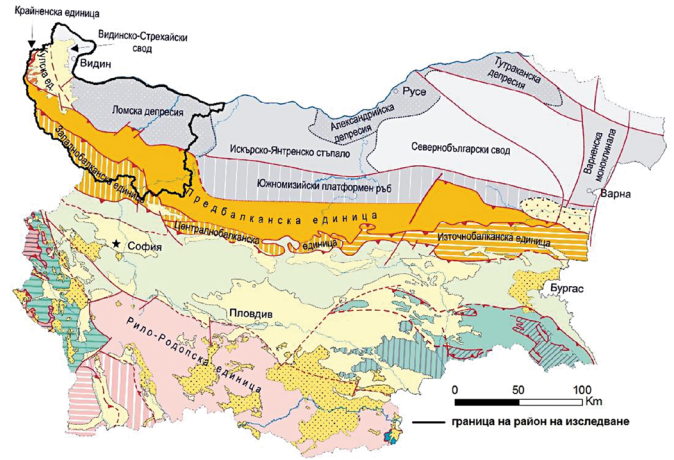 Крайненска единица
Видинско-Стрехайски
свод
Видин
Кулска ед.
Ломска депресия
Александрийска
депресия
Русе
Тутраканска
депресия
Искърско-Янтренско стъпало
Севернобългарски свод
Варненска
моноклинала
Варна
Южномизийски платформен ръб
Западнобалканска единица
Предбалканска единица
Централнобалканска
единица
Източнобалканска единица
София
Бургас
Пловдив
Рило-Родопска единица
0 50 100
Km
граница на район на изследване